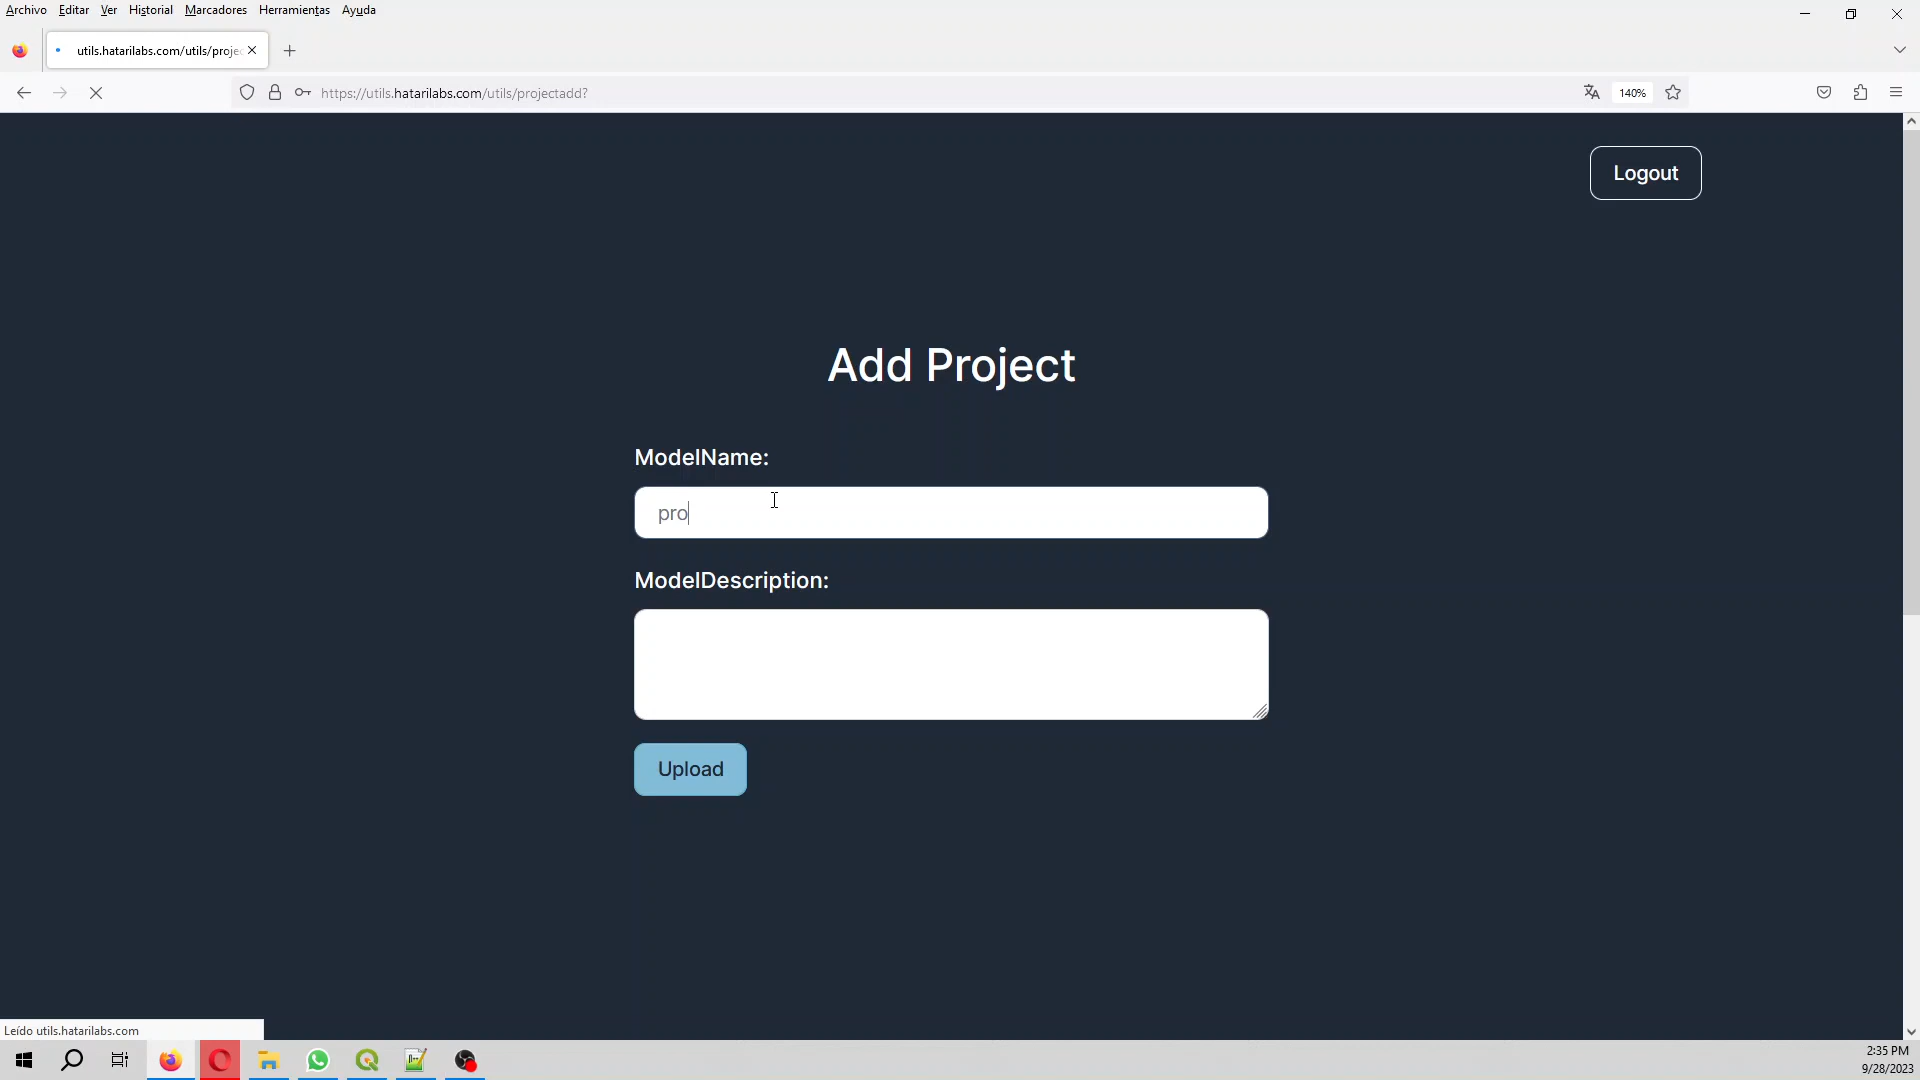 Archivo Editar Ver Historial Marcadores Herramientas Ayuda
utils.hatarilabs.com/utils/projec
https://utils.hatarilabs.com/utils/projectadd?
140%
Logout
Add Project
ModelName:
pro
ModelDescription:
Upload
Leído utils.hatarilabs.com
2:35 PM
9/28/2023